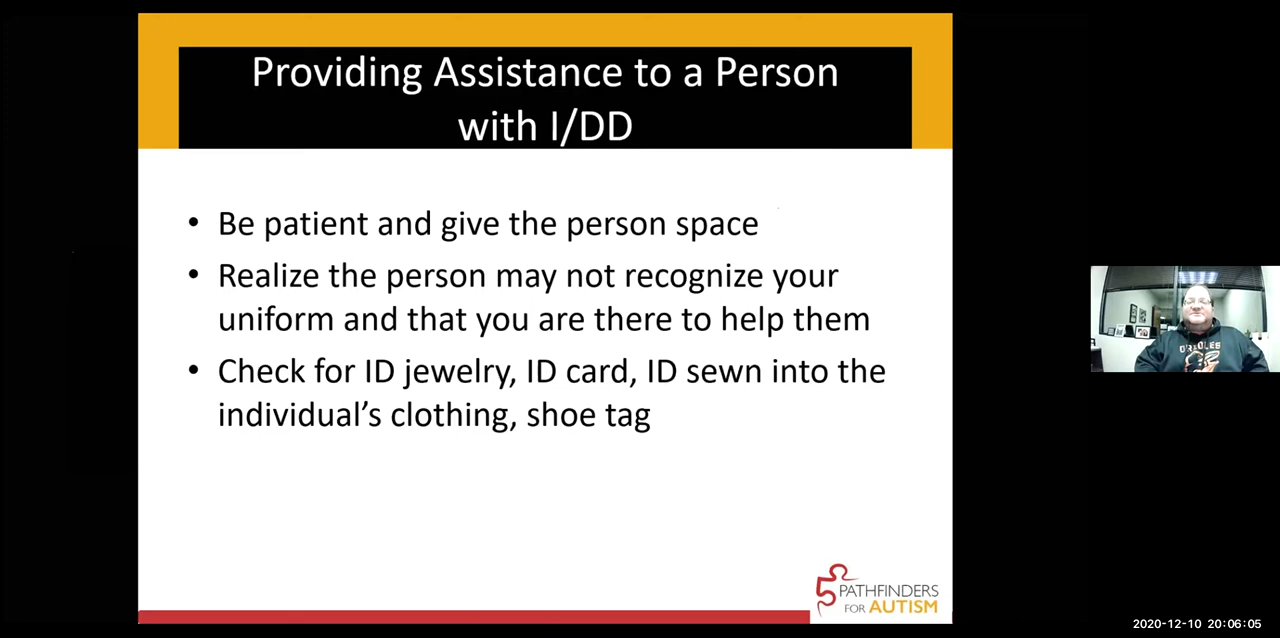 Providing Assistance to a Person
with I/DD
• Be patient and give the person space
• Realize the person may not recognize your
uniform and that you are there to help them
• Check for ID jewelry, ID card, ID sewn into the
individual’s clothing, shoe tag
PATHFINDERS
FOR AUTISM
ORIOLES
2020-12-10 20:06:05